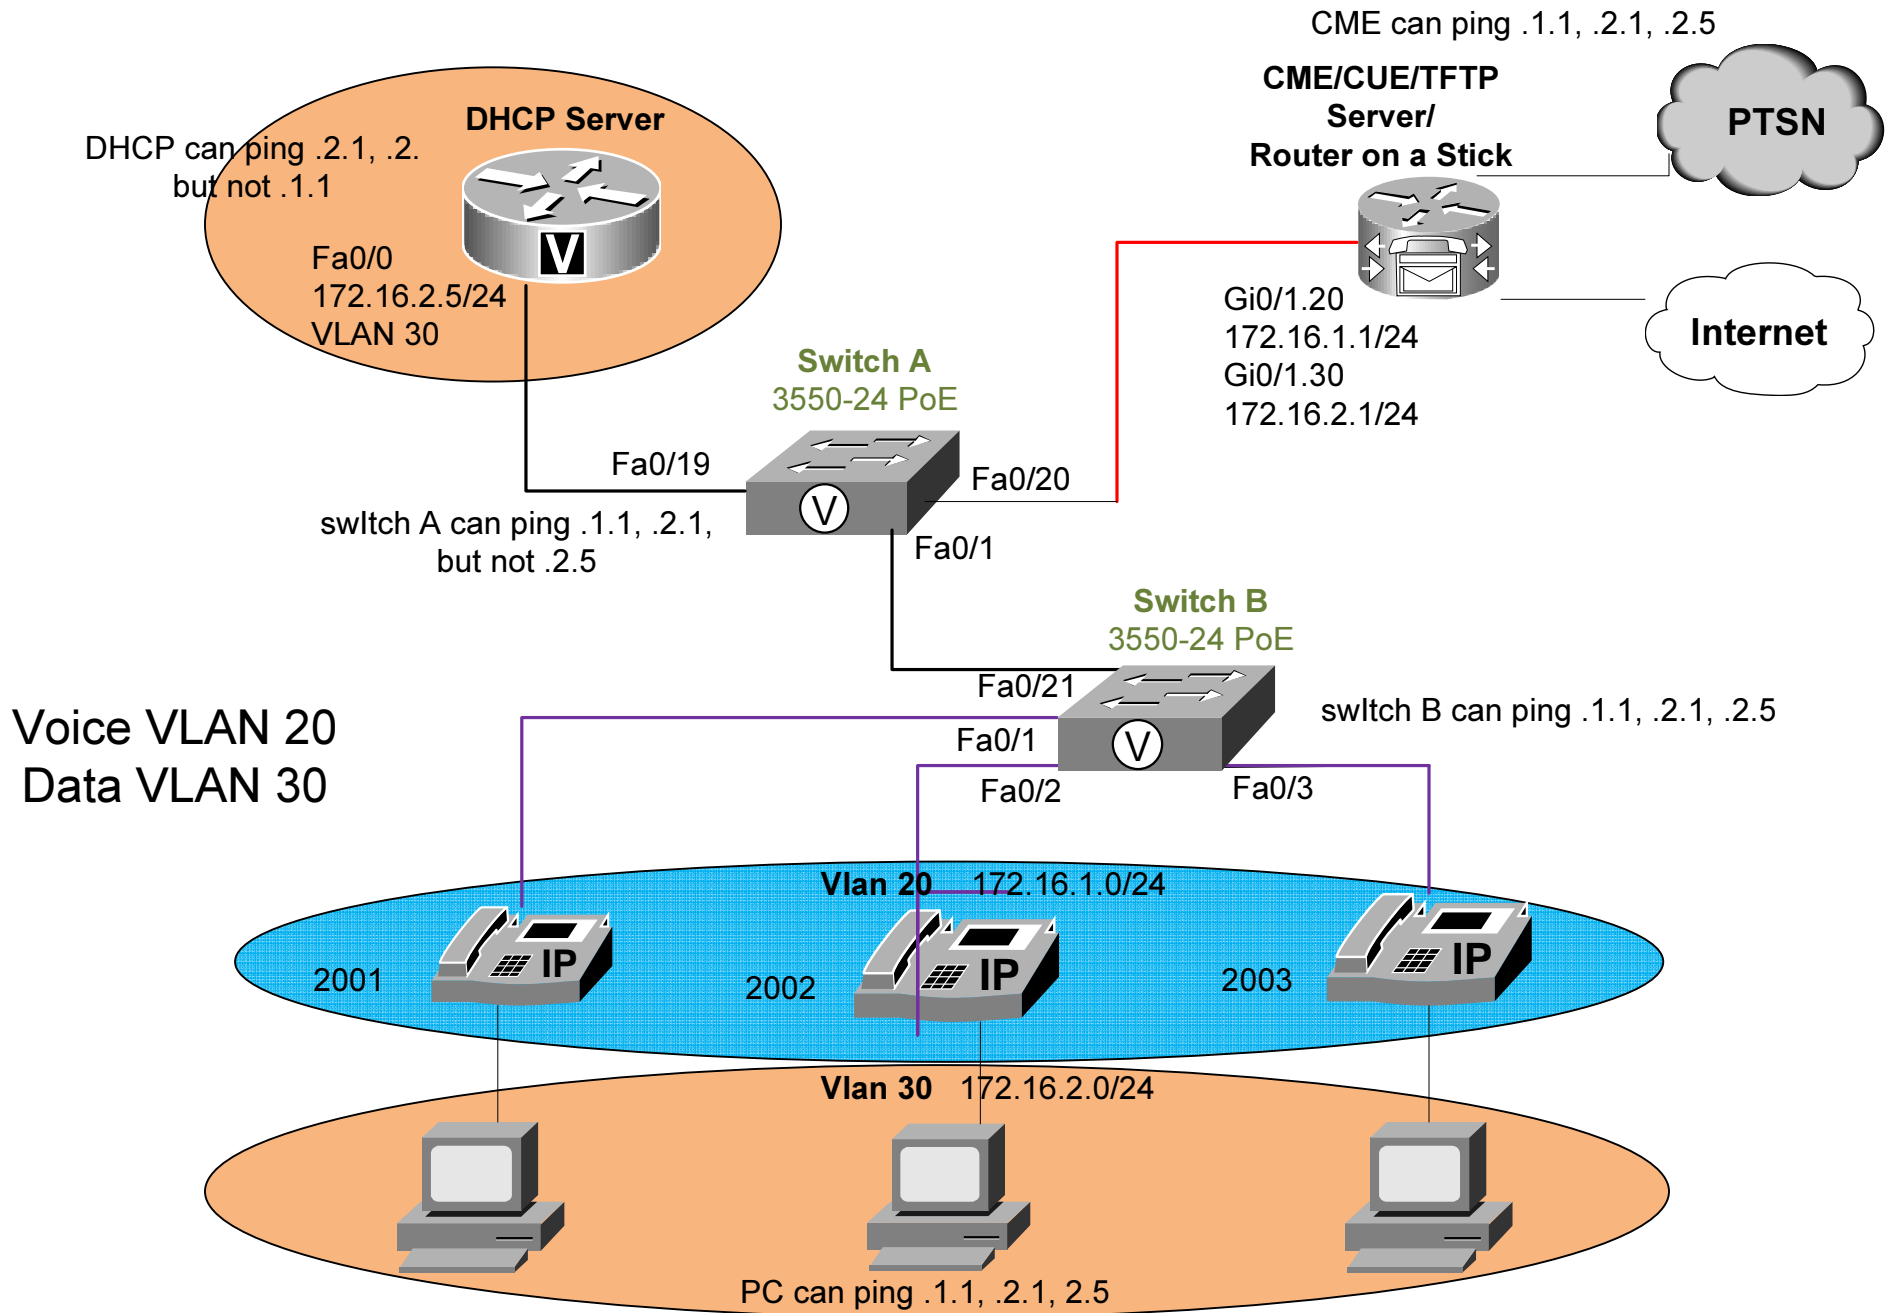 CME can ping .1.1, .2.1, .2.5
CME/CUE/TFTP
Server/
Router on a Stick
PTSN
DHCP Server
DHCP can ping .2.1, .2.
but not .1.1
Fa0/0
172.16.2.5/24
VLAN 30
V
Gi0/1.20
172.16.1.1/24
Gi0/1.30
172.16.2.1/24
Internet
Switch A
3550-24 PoE
Fa0/19
Fa0/20
V
swItch A can ping .1.1, .2.1,
but not .2.5
Fa0/1
Switch B
3550-24 PoE
Fa0/21
swItch B can ping .1.1, .2.1, .2.5
Voice VLAN 20
Data VLAN 30
Fa0/1
V
Fa0/2
Fa0/3
Vlan 20 172.16.1.0/24
2001
IP
2002
IP
2003
IP
Vlan 30 172.16.2.0/24
PC can ping .1.1, .2.1, 2.5